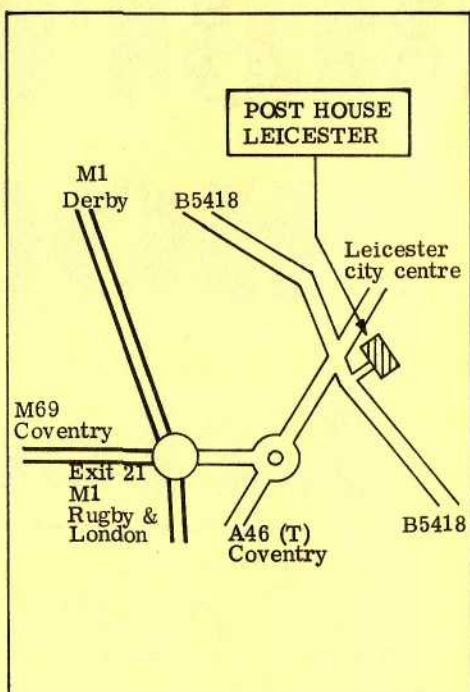 POST HOUSE
LEICESTER
M1
Derby
B5418
Leicester
city centre
M69
Coventry
Exit 21
M1
Rugby &
London
A46 (T)
Coventry
B5418